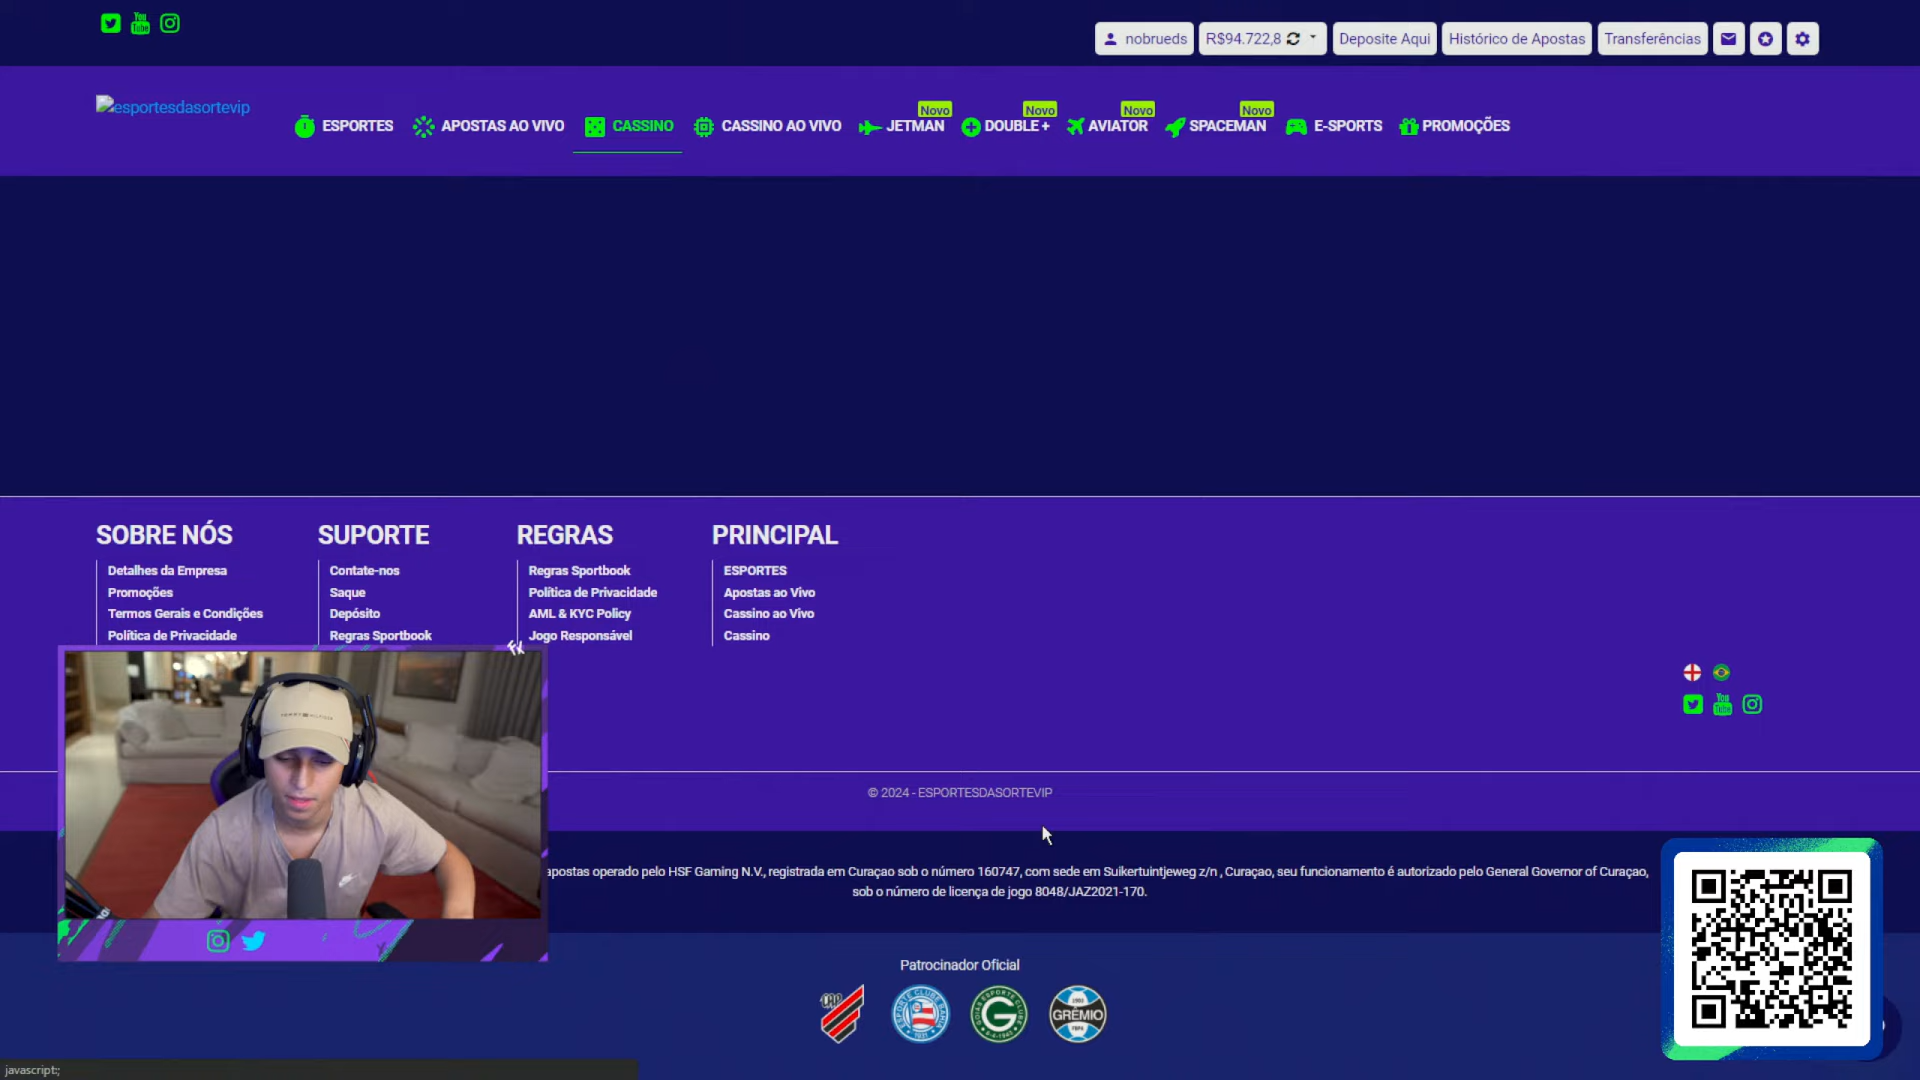 nobrueds
R$94.722,8
Deposite Aqui
Histórico de Apostas
Transferências
esportesdasortevip
ESPORTES
APOSTAS AO VIVO
CASSINO
CASSINO AO VIVO
Novo
JETMAN
Novo
DOUBLE +
Novo
AVIATOR
Novo
SPACEMAN
E-SPORTS
PROMOÇÕES
SOBRE NÓS
Detalhes da Empresa
Promoções
Termos Gerais e Condições
Política de Privacidade
SUPORTE
Contate-nos
Saque
Depósito
Regras Sportbook
REGRAS
Regras Sportbook
Política de Privacidade
AML & KYC Policy
Jogo Responsável
PRINCIPAL
ESPORTES
Apostas ao Vivo
Cassino ao Vivo
Cassino
You
Tube
© 2024 - ESPORTESDASORTEVIP
apostas operado pelo HSF Gaming N.V., registrada em Curaçao sob o número 160747, com sede em Suikertuintjeweg z/n , Curaçao, seu funcionamento é autorizado pelo General Governor of Curaçao,
sob o número de licença de jogo 8048/JAZ2021-170.
Patrocinador Oficial
CAP
GRÊMIO
javascript:;